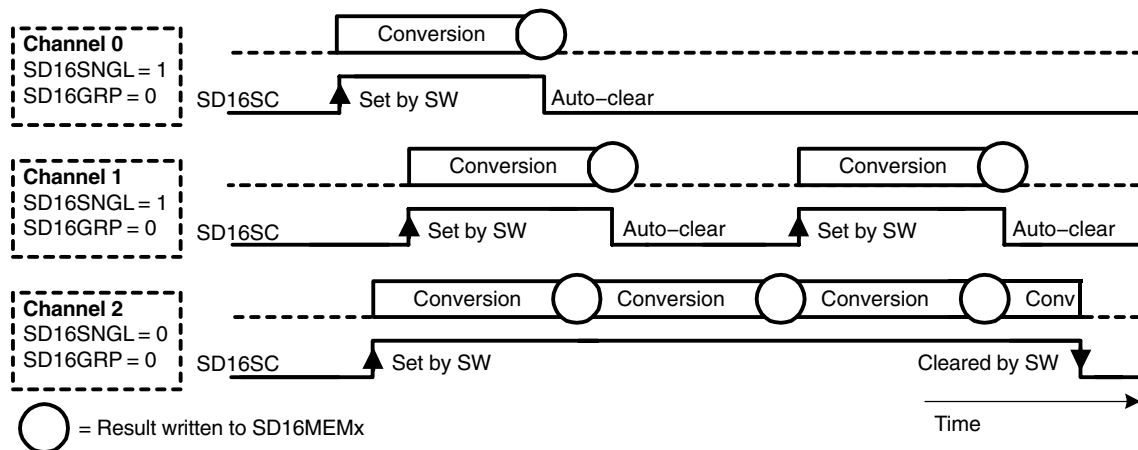 Channel 0
SD16SNGL = 1
SD16GRP = 0
Conversion
SD16SC
Set by SW
Auto−clear
Channel 1
SD16SNGL = 1
SD16GRP = 0
Conversion
Conversion
SD16SC
Set by SW
Auto−clear
Set by SW
Auto−clear
Channel 2
SD16SNGL = 0
SD16GRP = 0
Conversion
Conversion
Conversion
Conv
SD16SC
Set by SW
Cleared by SW
= Result written to SD16MEMx
Time